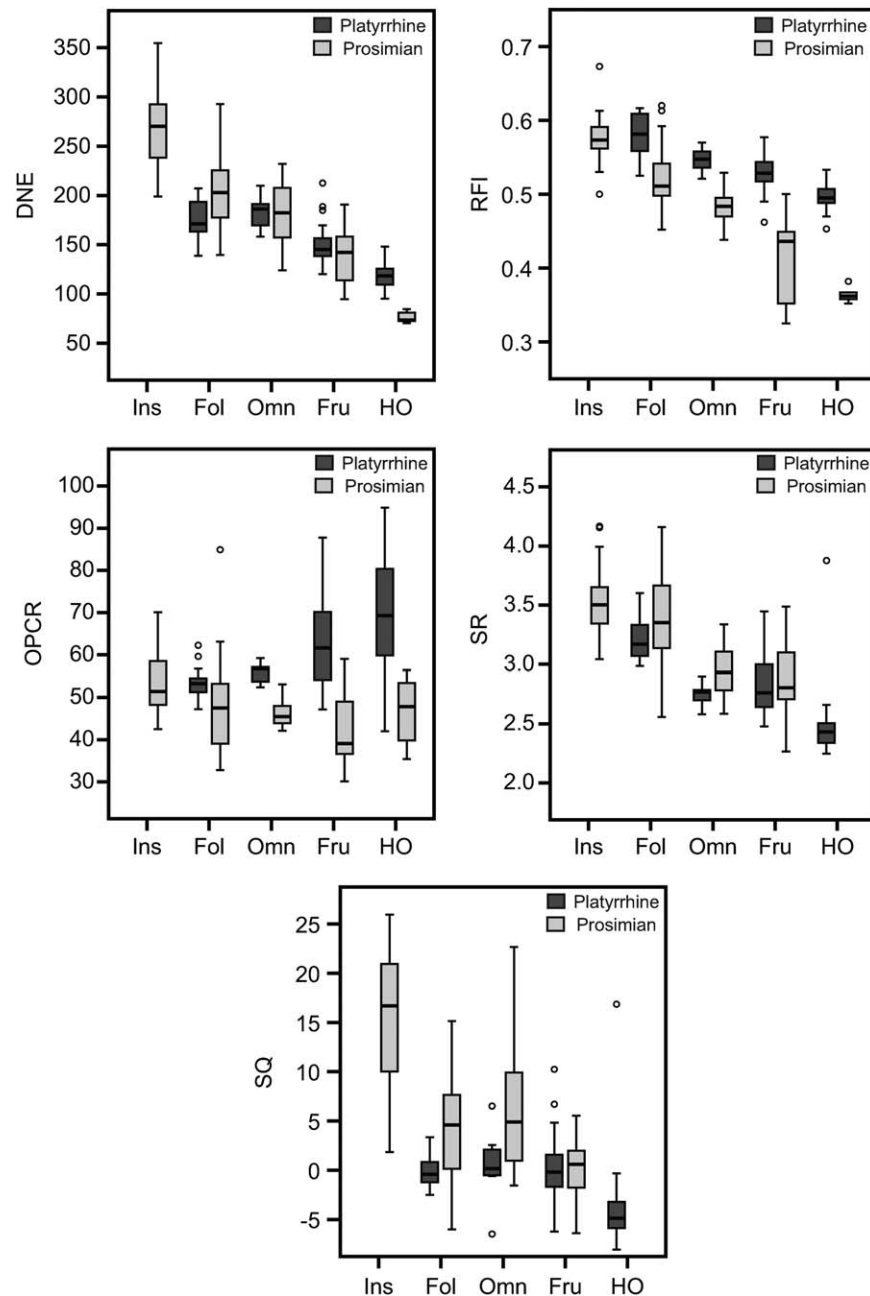 Platyrrhine
Prosimian
350
300
250
200
150
100
50
DNE
Ins Fol Omn Fru HO
Platyrrhine
Prosimian
0.7
0.6
0.5
0.4
0.3
RFI
Ins Fol Omn Fru HO
Platyrrhine
Prosimian
100
90
80
70
60
50
40
30
OPCR
Ins Fol Omn Fru HO
Platyrrhine
Prosimian
4.5
4.0
3.5
3.0
2.5
2.0
SR
Ins Fol Omn Fru HO
Platyrrhine
Prosimian
25
20
15
10
5
0
-5
SQ
Ins Fol Omn Fru HO